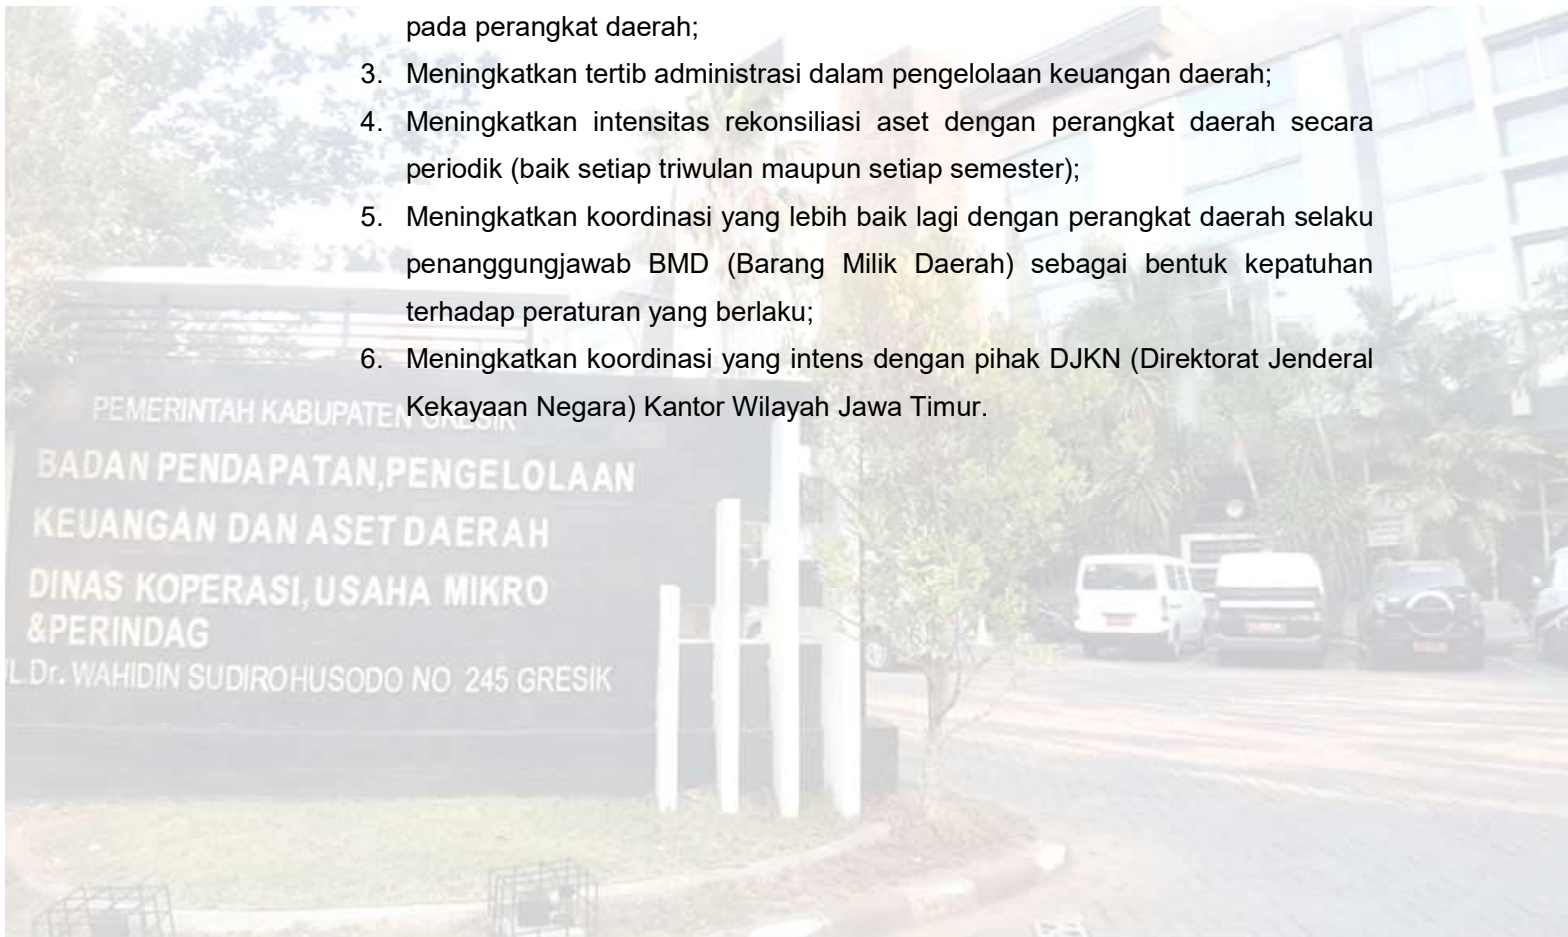 pada perangkat daerah;
3. Meningkatkan tertib administrasi dalam pengelolaan keuangan daerah;
4. Meningkatkan intensitas rekonsiliasi aset dengan perangkat daerah secara
periodik (baik setiap triwulan maupun setiap semester);
5. Meningkatkan koordinasi yang lebih baik lagi dengan perangkat daerah selaku
penanggungjawab BMD (Barang Milik Daerah) sebagai bentuk kepatuhan
terhadap peraturan yang berlaku;
6. Meningkatkan koordinasi yang intens dengan pihak DJKN (Direktorat Jenderal
Kekayaan Negara) Kantor Wilayah Jawa Timur.
PEMERINTAH KABUPATEN GRESIK
BADAN PENDAPATAN,PENGELOLAAN
KEUANGAN DAN ASET DAERAH
DINAS KOPERASI,USAHA MIKRO
&PERINDAG
JL.Dr. WAHIDIN SUDIROHUSODO NO. 245 GRESIK